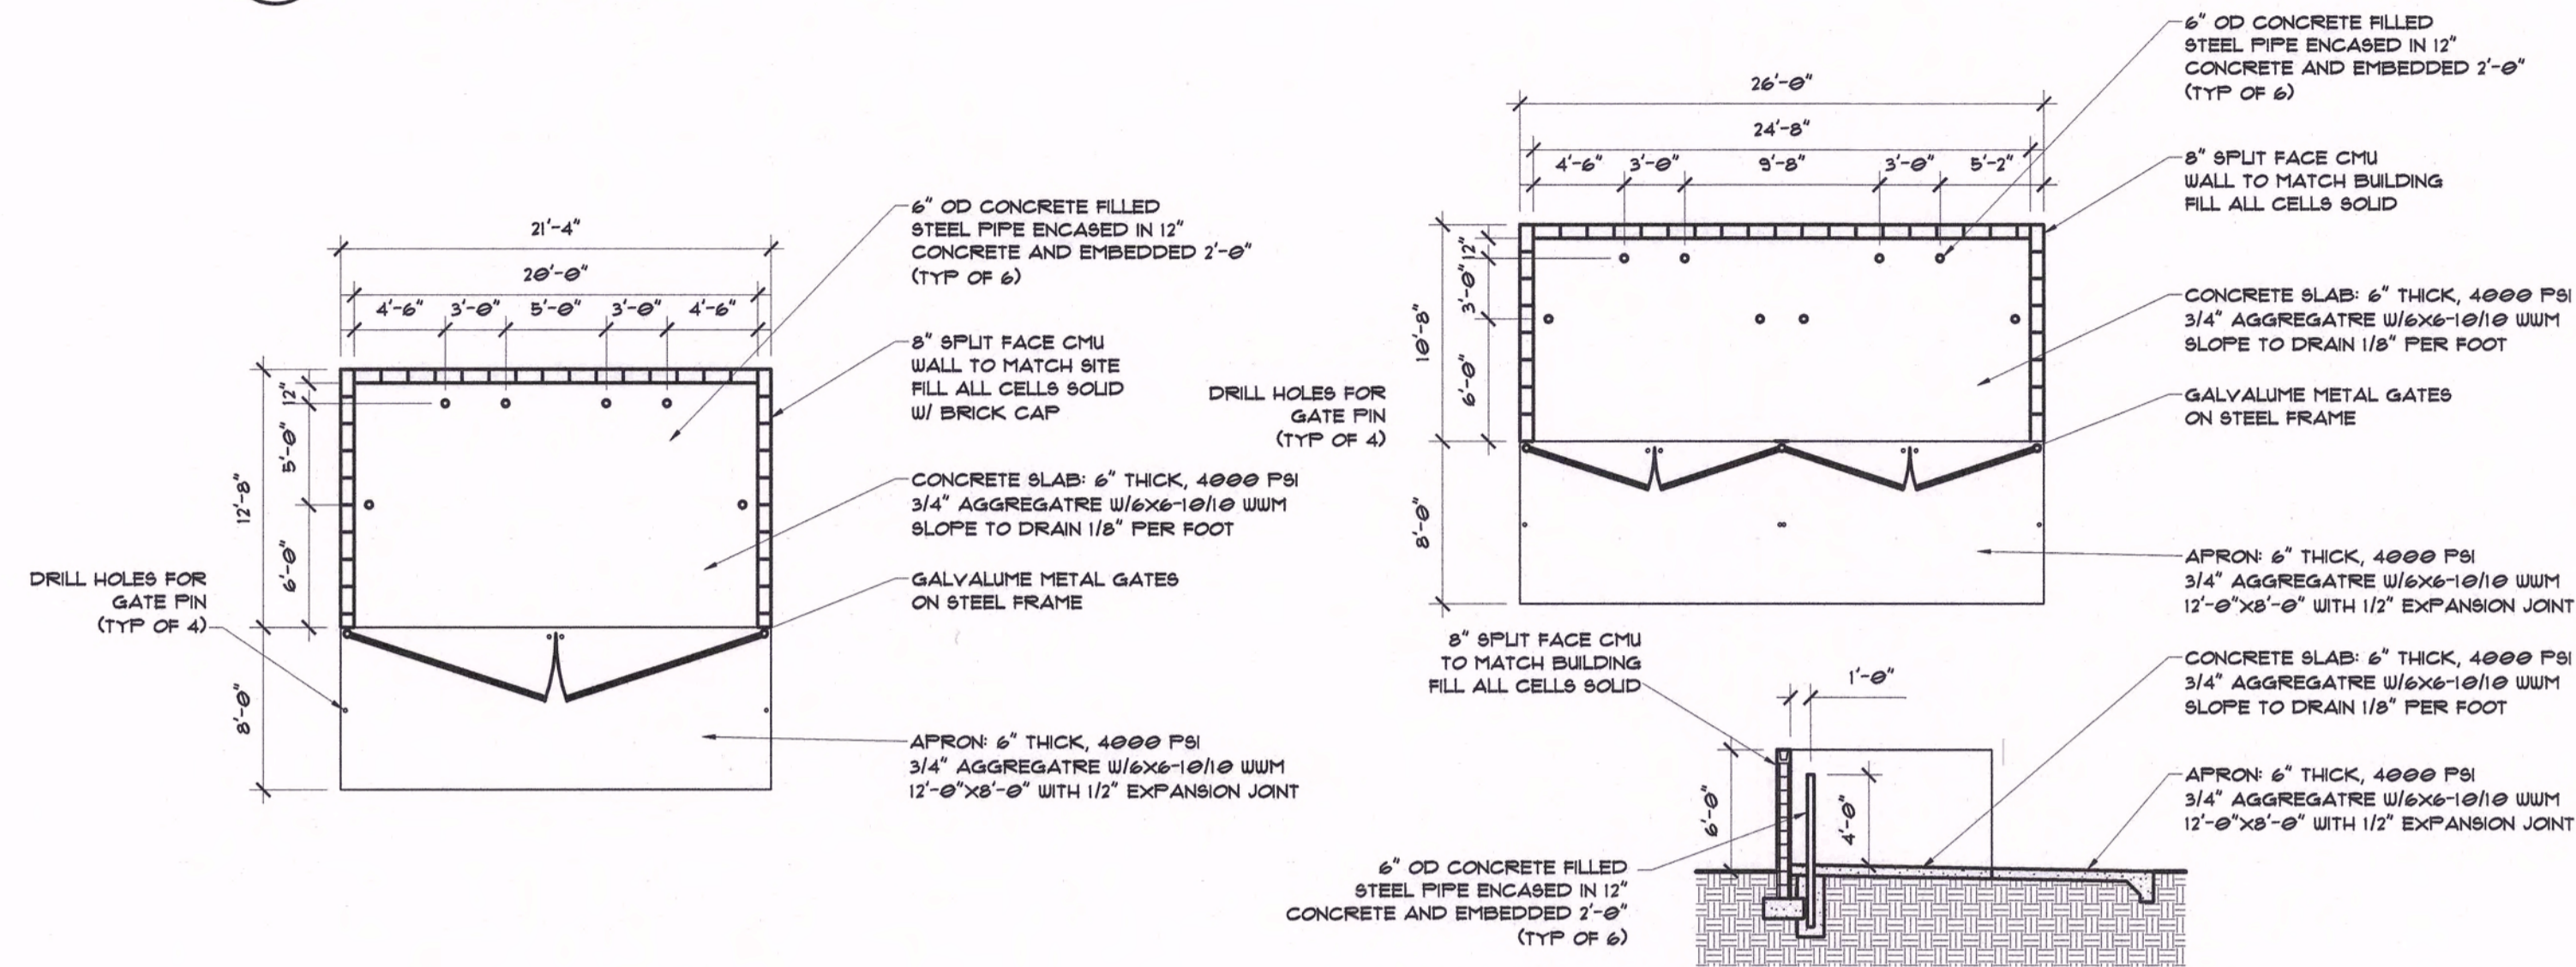 21'-4"
20'-0"
4'-6" 3'-0" 5'-0" 3'-0" 4'-6"
12"
5'-0"
6'-0"
12'-8"
8'-0"
DRILL HOLES FOR
GATE PIN
(TYP OF 4)
6" OD CONCRETE FILLED
STEEL PIPE ENCASED IN 12"
CONCRETE AND EMBEDDED 2'-0"
(TYP OF 6)
8" SPLIT FACE CMU
WALL TO MATCH SITE
FILL ALL CELLS SOLID
W/ BRICK CAP
CONCRETE SLAB: 6" THICK, 4000 PSI
3/4" AGGREGATRE W/6X6-10/10 WWM
SLOPE TO DRAIN 1/8" PER FOOT
GALVALUME METAL GATES
ON STEEL FRAME
APRON: 6" THICK, 4000 PSI
3/4" AGGREGATRE W/6X6-10/10 WWM
12'-0"X8'-0" WITH 1/2" EXPANSION JOINT
26'-0"
24'-8"
4'-6" 3'-0" 9'-8" 3'-0" 5'-2"
12"
3'-0"
6'-0"
10'-8"
8'-0"
DRILL HOLES FOR
GATE PIN
(TYP OF 4)
6" OD CONCRETE FILLED
STEEL PIPE ENCASED IN 12"
CONCRETE AND EMBEDDED 2'-0"
(TYP OF 6)
8" SPLIT FACE CMU
WALL TO MATCH BUILDING
FILL ALL CELLS SOLID
CONCRETE SLAB: 6" THICK, 4000 PSI
3/4" AGGREGATRE W/6X6-10/10 WWM
SLOPE TO DRAIN 1/8" PER FOOT
GALVALUME METAL GATES
ON STEEL FRAME
APRON: 6" THICK, 4000 PSI
3/4" AGGREGATRE W/6X6-10/10 WWM
12'-0"X8'-0" WITH 1/2" EXPANSION JOINT
8" SPLIT FACE CMU
TO MATCH BUILDING
FILL ALL CELLS SOLID
1'-0"
6'-0"
4'-0"
CONCRETE SLAB: 6" THICK, 4000 PSI
3/4" AGGREGATRE W/6X6-10/10 WWM
SLOPE TO DRAIN 1/8" PER FOOT
APRON: 6" THICK, 4000 PSI
3/4" AGGREGATRE W/6X6-10/10 WWM
12'-0"X8'-0" WITH 1/2" EXPANSION JOINT
6" OD CONCRETE FILLED
STEEL PIPE ENCASED IN 12"
CONCRETE AND EMBEDDED 2'-0"
(TYP OF 6)